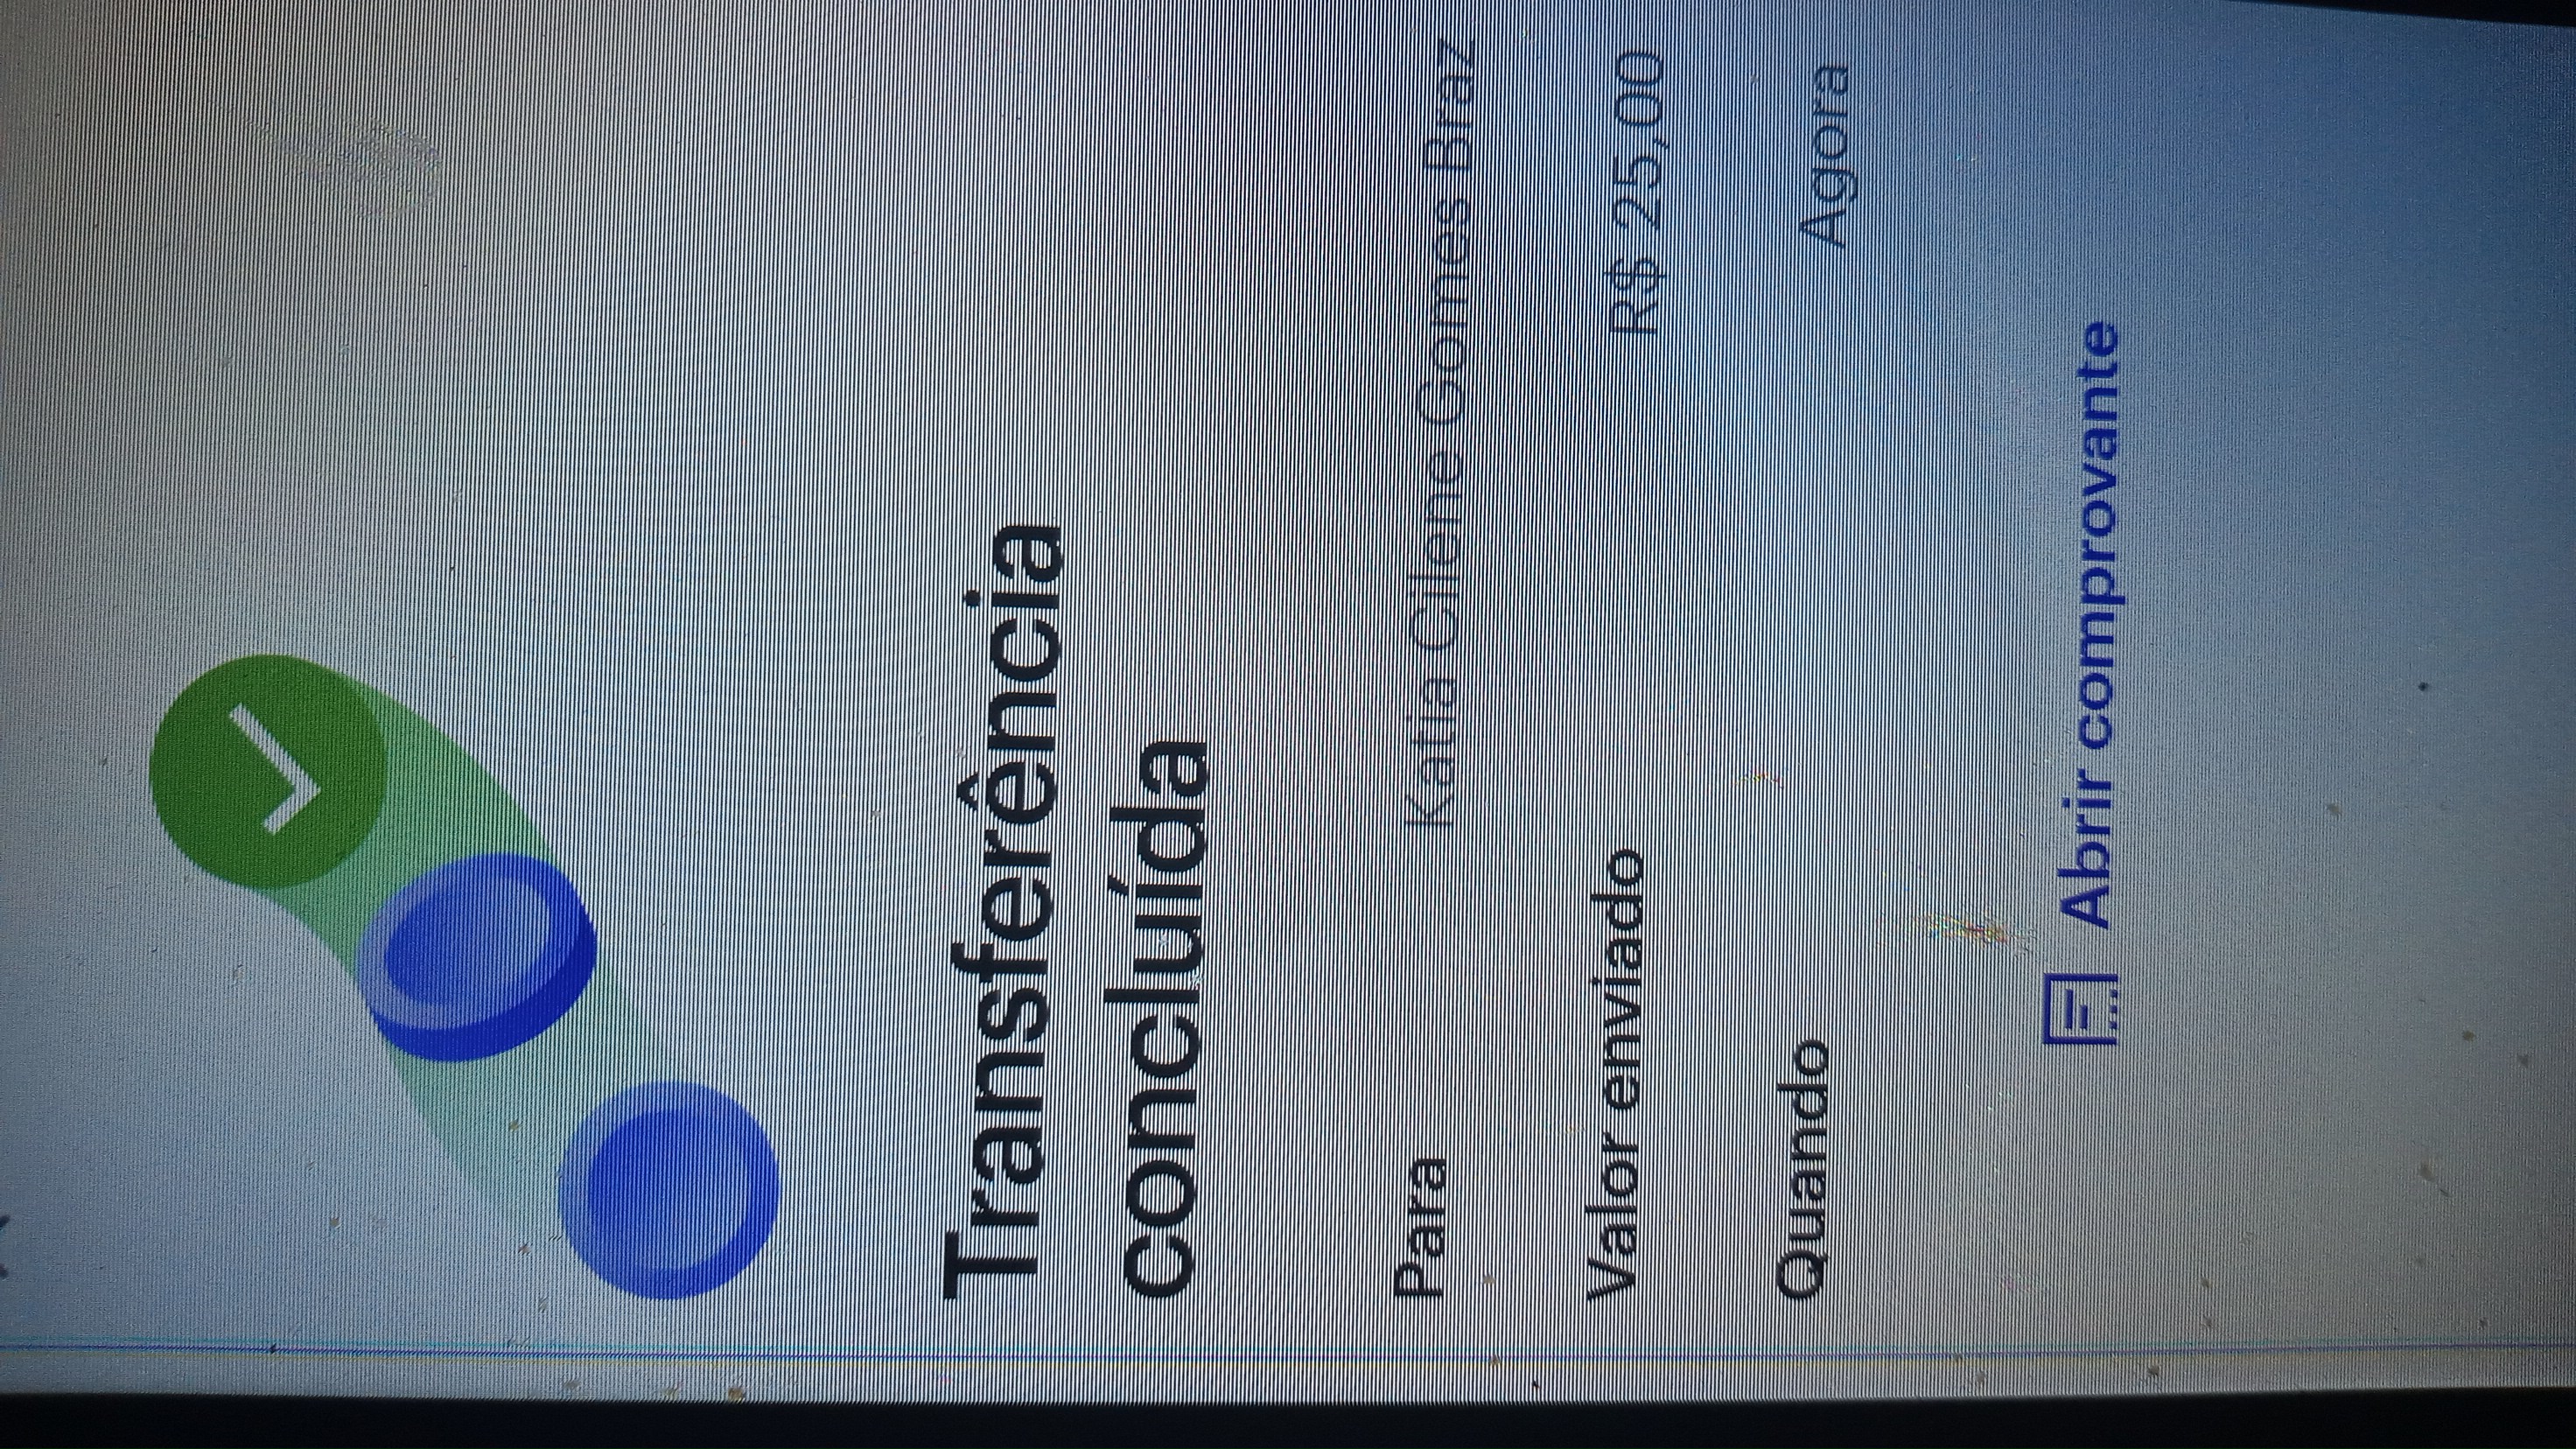 Transferência
concluída
Para Katia Cilene Gomes Braz
Valor enviado R$ 25,00
Quando Agora
Abrir comprovante